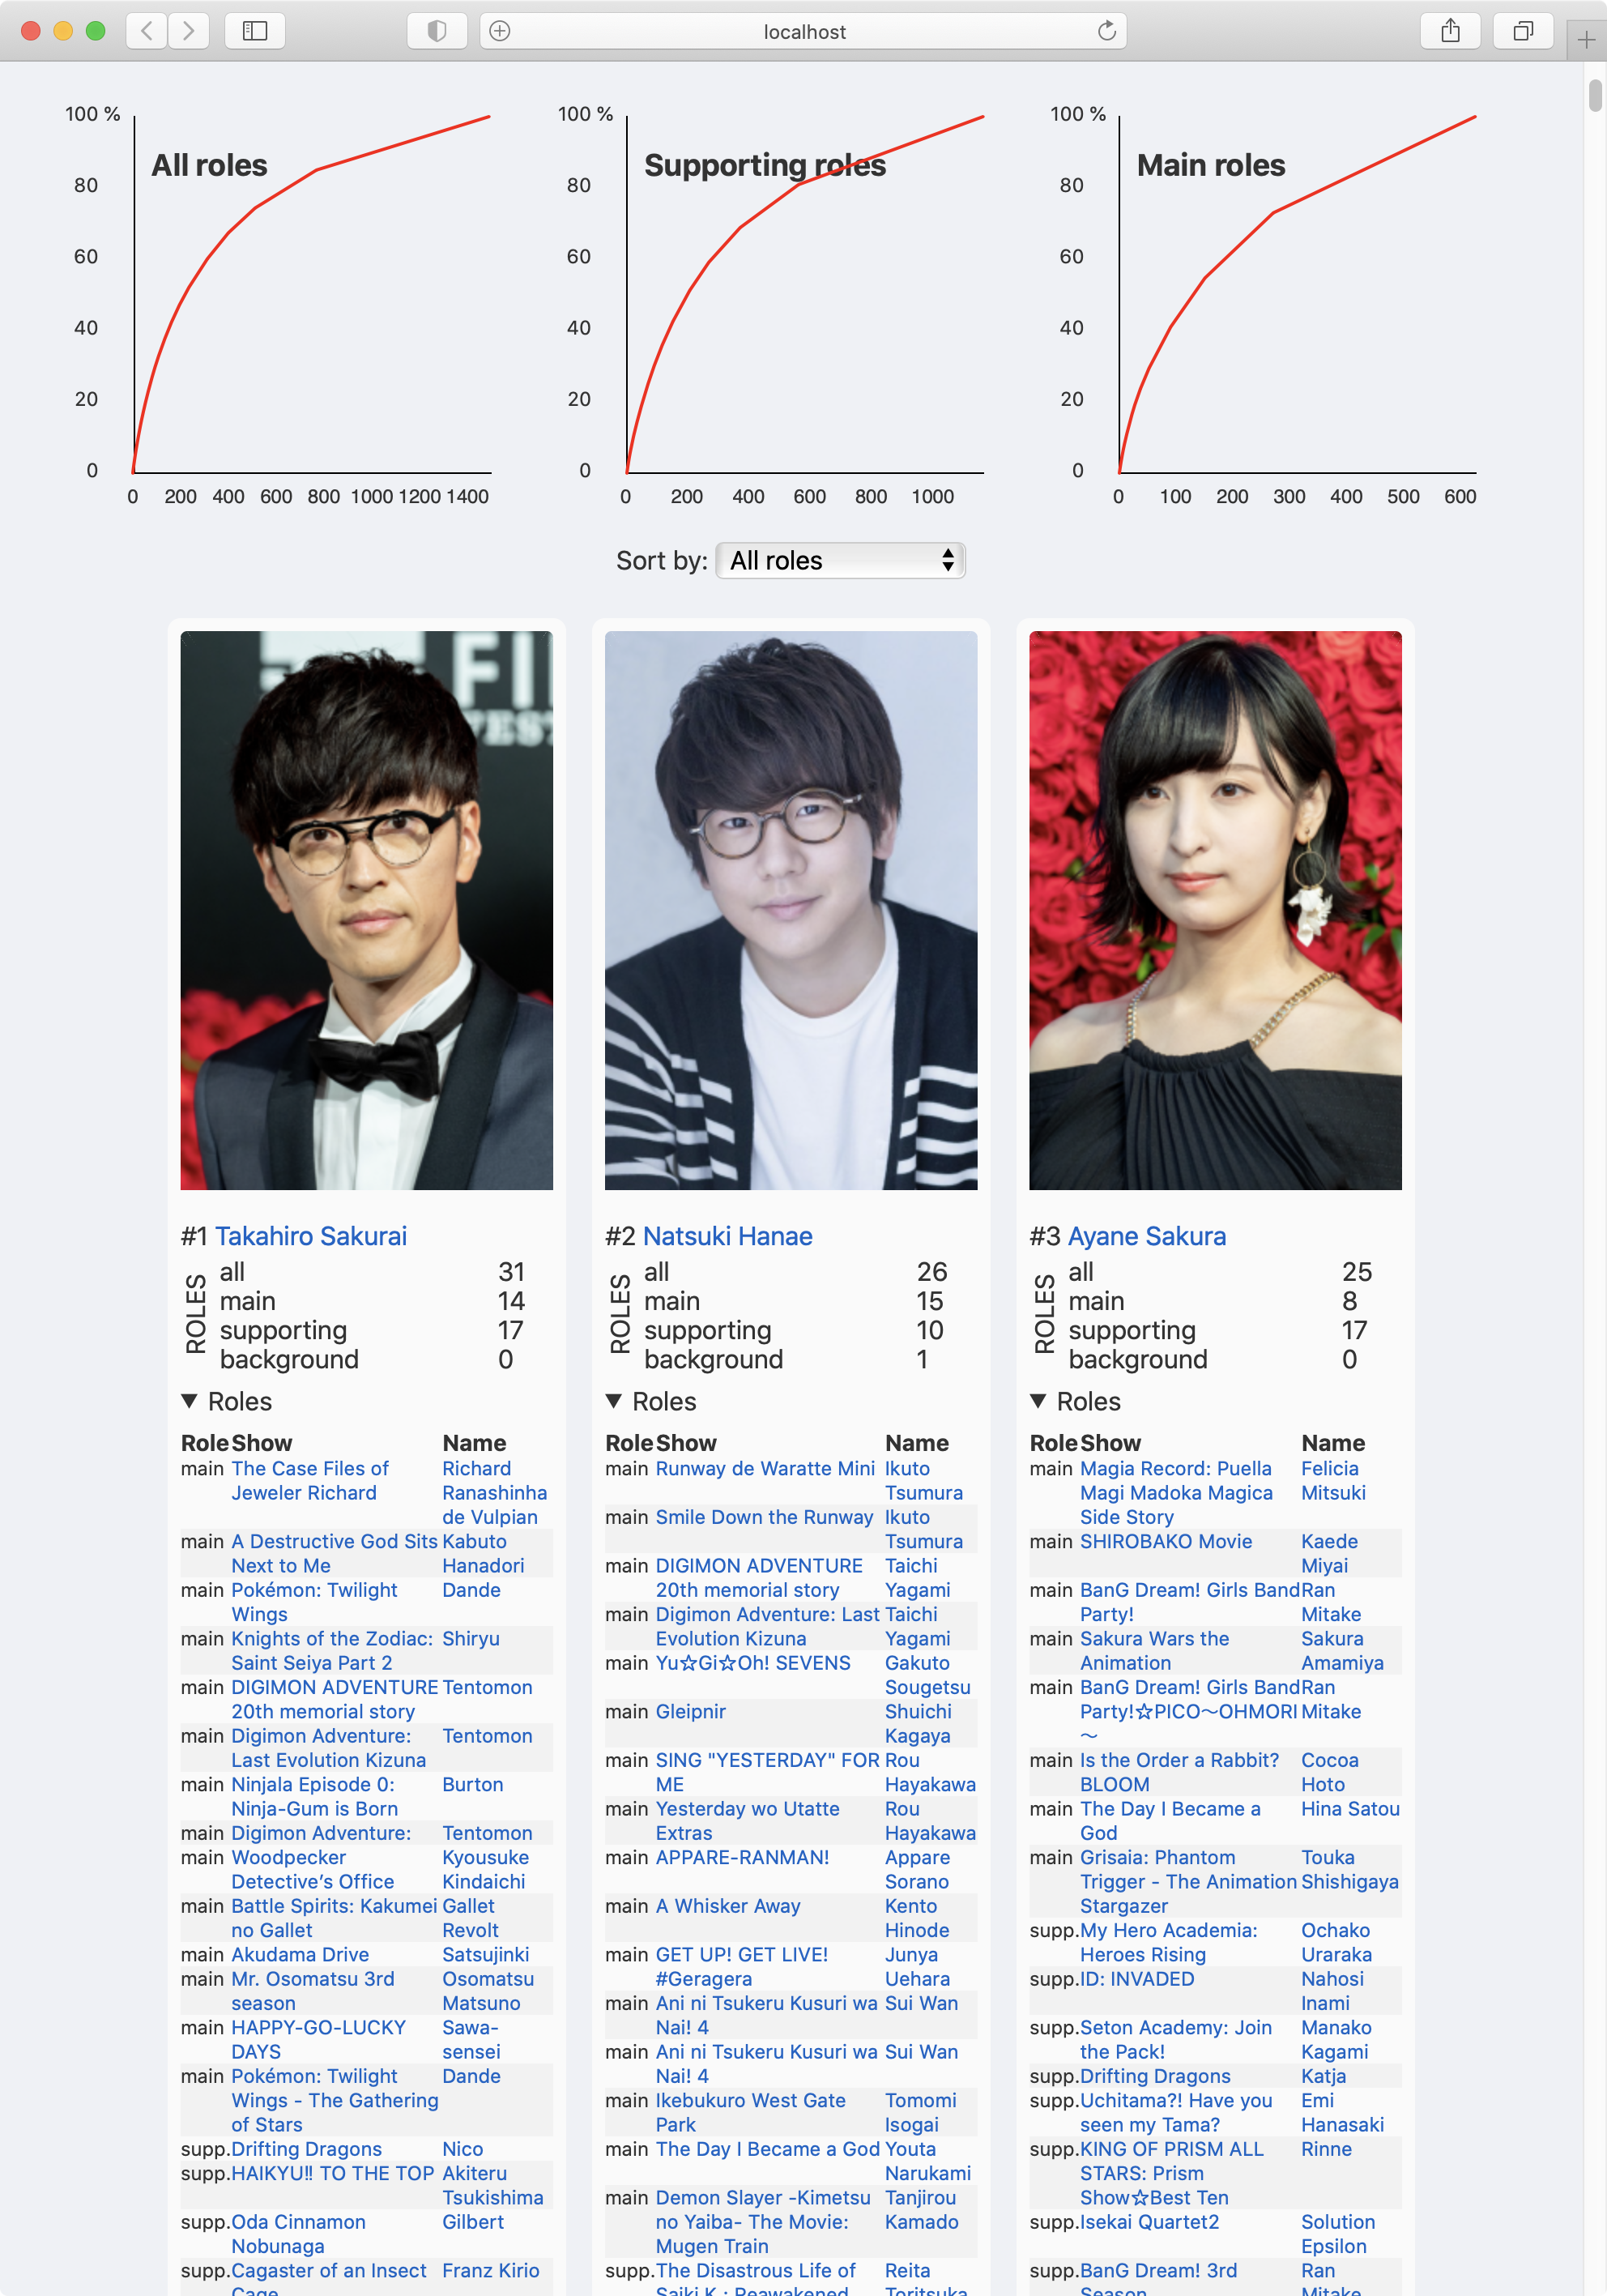 localhost
100 %
80
60
40
20
0
All roles
0 200 400 600 800 1000 1200 1400
100 %
80
60
40
20
0
Supporting roles
0 200 400 600 800 1000
100 %
80
60
40
20
0
Main roles
0 100 200 300 400 500 600
Sort by: All roles
FI
VEST
#1 Takahiro Sakurai
ROLES
all 31
main 14
supporting 17
background 0
▼ Roles
Role Show Name
main The Case Files of Richard
Jeweler Richard Ranashinha
de Vulpian
main A Destructive God Sits Kabuto
Next to Me Hanadori
main Pokémon: Twilight Dande
Wings
main Knights of the Zodiac: Shiryu
Saint Seiya Part 2
main DIGIMON ADVENTURE Tentomon
20th memorial story
main Digimon Adventure: Tentomon
Last Evolution Kizuna
main Ninjala Episode 0: Burton
Ninja-Gum is Born
main Digimon Adventure: Tentomon
main Woodpecker Kyousuke
Detective’s Office Kindaichi
main Battle Spirits: Kakumei Gallet
no Gallet Revolt
main Akudama Drive Satsujinki
main Mr. Osomatsu 3rd Osomatsu
season Matsuno
main HAPPY-GO-LUCKY Sawa-
DAYS sensei
main Pokémon: Twilight Dande
Wings - The Gathering
of Stars
supp. Drifting Dragons Nico
supp. HAIKYU!! TO THE TOP Akiteru
Tsukishima
supp. Oda Cinnamon Gilbert
Nobunaga
supp. Cagaster of an Insect Franz Kirio
Cage
#2 Natsuki Hanae
ROLES
all 26
main 15
supporting 10
background 1
▼ Roles
Role Show Name
main Runway de Waratte Mini Ikuto
Tsumura
main Smile Down the Runway Ikuto
Tsumura
main DIGIMON ADVENTURE Taichi
20th memorial story Yagami
main Digimon Adventure: Last Taichi
Evolution Kizuna Yagami
main Yu☆Gi☆Oh! SEVENS Gakuto
Sougetsu
main Gleipnir Shuichi
Kagaya
main SING "YESTERDAY" FOR Rou
ME Hayakawa
main Yesterday wo Utatte Rou
Extras Hayakawa
main APPARE-RANMAN! Appare
Sorano
main A Whisker Away Kento
Hinode
main GET UP! GET LIVE! Junya
#Geragera Uehara
main Ani ni Tsukeru Kusuri wa Sui Wan
Nai! 4
main Ani ni Tsukeru Kusuri wa Sui Wan
Nai! 4
main Ikebukuro West Gate Tomomi
Park Isogai
main The Day I Became a God Youta
Narukami
main Demon Slayer -Kimetsu Tanjirou
no Yaiba- The Movie: Kamado
Mugen Train
supp. The Disastrous Life of Reita
Saiki K.: Reawakened Toritsuka
#3 Ayane Sakura
ROLES
all 25
main 8
supporting 17
background 0
▼ Roles
Role Show Name
main Magia Record: Puella Felicia
Magi Madoka Magica Mitsuki
Side Story
main SHIROBAKO Movie Kaede
Miyai
main BanG Dream! Girls Band Ran
Party! Mitake
main Sakura Wars the Sakura
Animation Amamiya
main BanG Dream! Girls Band Ran
Party!☆PICO～OHMORI Mitake
～
main Is the Order a Rabbit? Cocoa
BLOOM Hoto
main The Day I Became a Hina Satou
God
main Grisaia: Phantom Touka
Trigger - The Animation Shishigaya
Stargazer
supp. My Hero Academia: Ochako
Heroes Rising Uraraka
supp. ID: INVADED Nahosi
Inami
supp. Seton Academy: Join Manako
the Pack! Kagami
supp. Drifting Dragons Katja
supp. Uchitama?! Have you Emi
seen my Tama? Hanasaki
supp. KING OF PRISM ALL Rinne
STARS: Prism
Show☆Best Ten
supp. Isekai Quartet2 Solution
Epsilon
supp. BanG Dream! 3rd Ran
Season Mitake